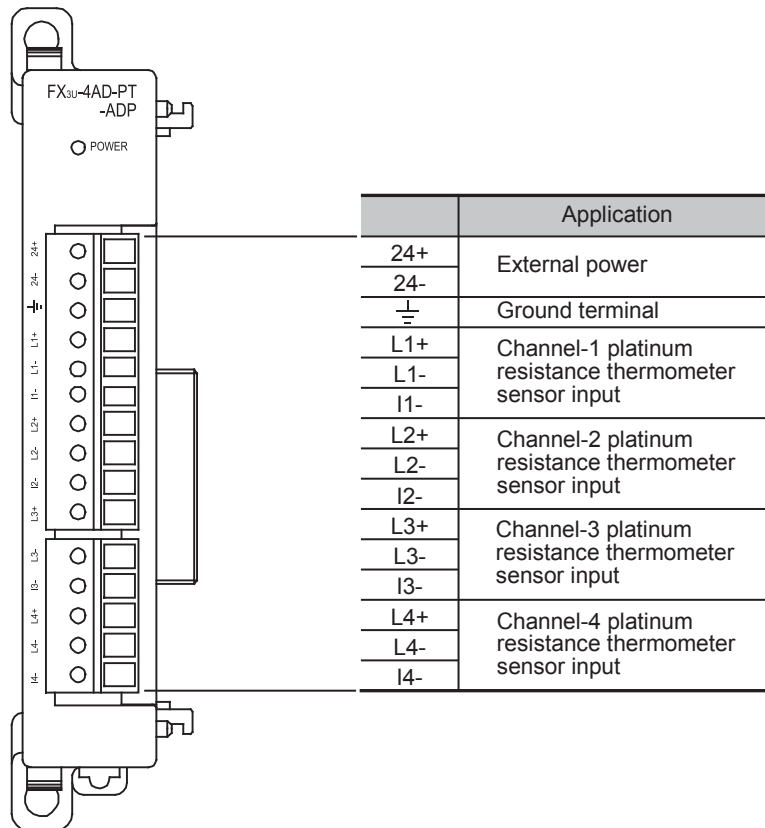 FX3U-4AD-PT
-ADP
POWER
24+
24-
L1+
L1-
I1-
L2+
L2-
I2-
L3+
L3-
I3-
L4+
L4-
I4-
Application
24+
24-
External power
Ground terminal
L1+
L1-
I1-
Channel-1 platinum
resistance thermometer
sensor input
L2+
L2-
I2-
Channel-2 platinum
resistance thermometer
sensor input
L3+
L3-
I3-
Channel-3 platinum
resistance thermometer
sensor input
L4+
L4-
I4-
Channel-4 platinum
resistance thermometer
sensor input